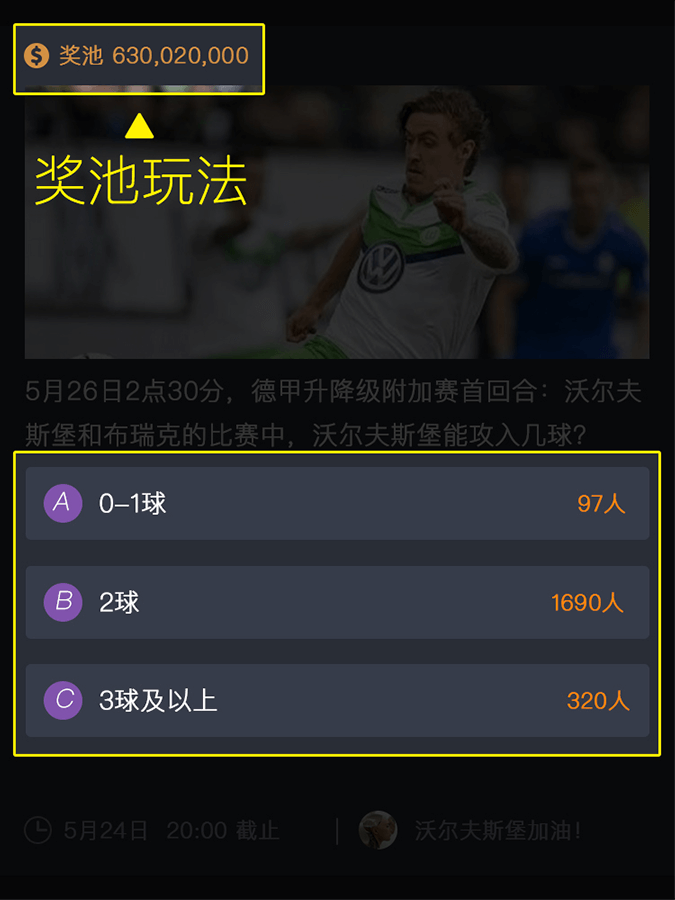 奖池 630,020,000
奖池玩法
5月26日2点30分，德甲升降级附加赛首回合：沃尔夫
斯堡和布瑞克的比赛中，沃尔夫斯堡能攻入几球？
A 0–1球 97人
B 2球 1690人
C 3球及以上 320人
5月24日 20:00 截止 | 沃尔夫斯堡加油！